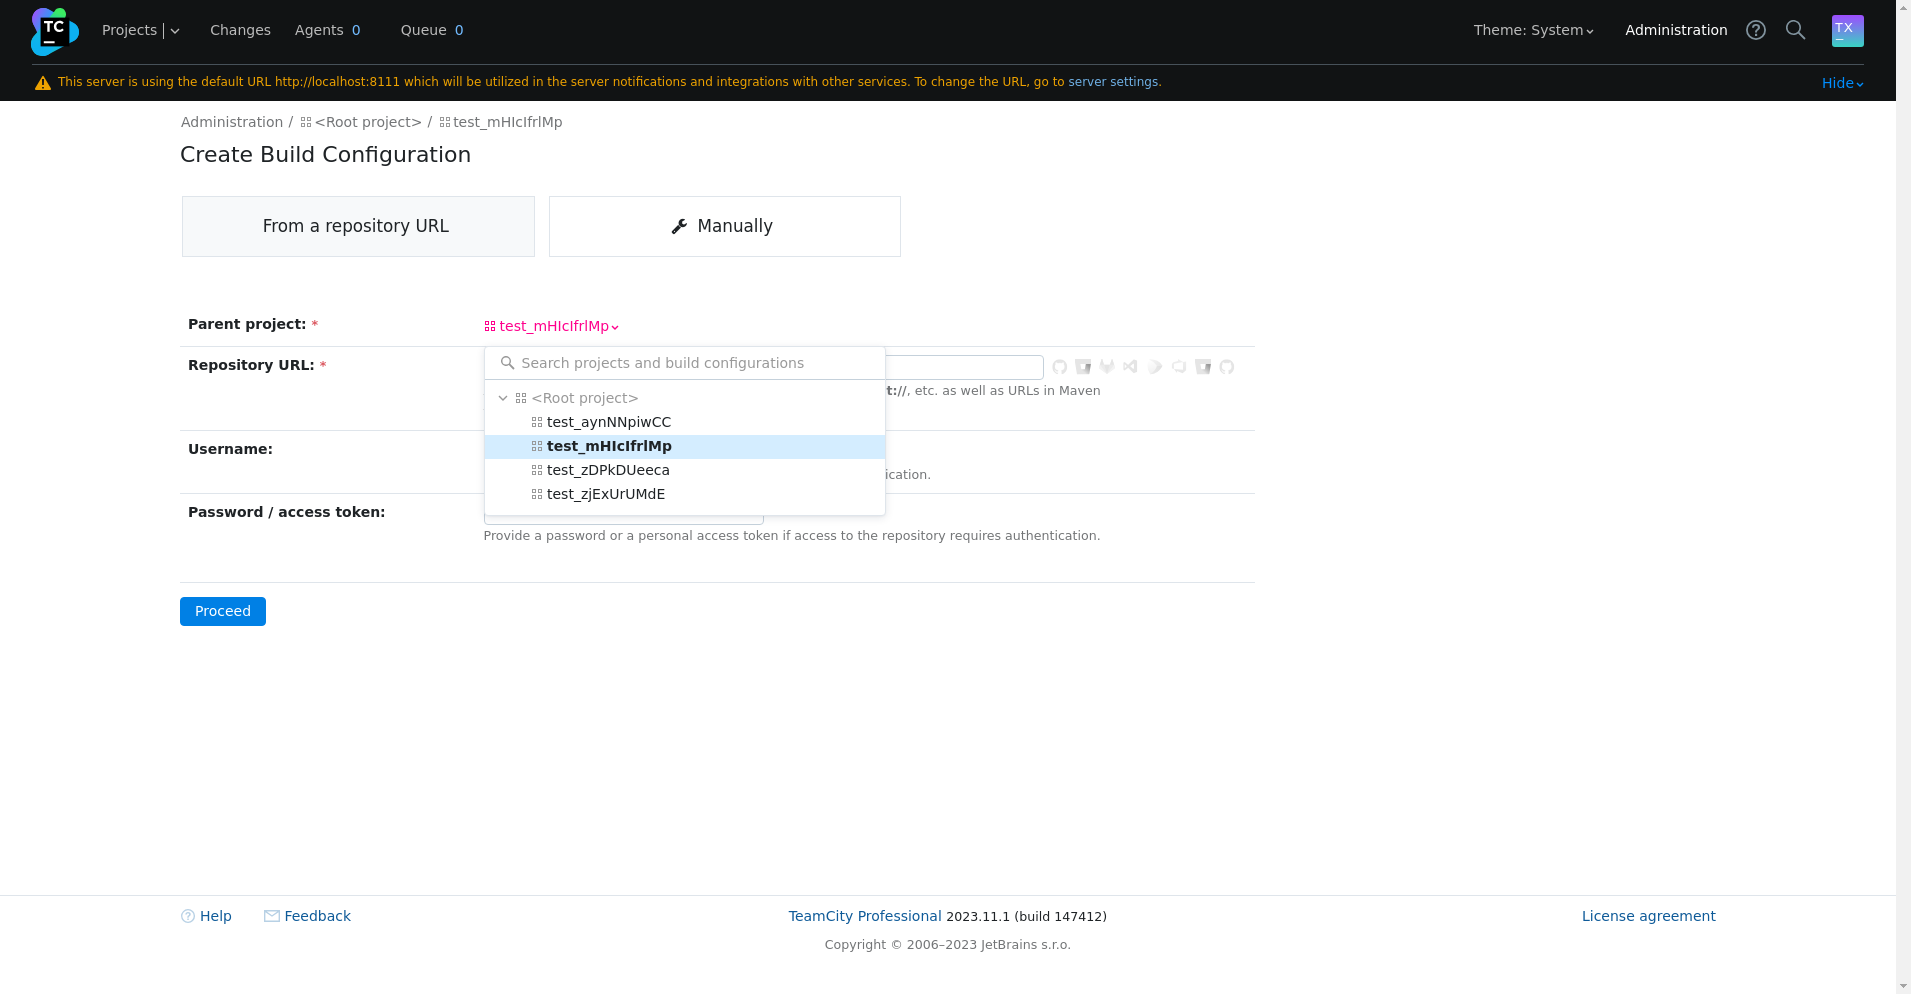 TC
Projects
Changes
Agents 0
Queue 0
Theme: System
Administration
TX
This server is using the default URL http://localhost:8111 which will be utilized in the server notifications and integrations with other services. To change the URL, go to server settings.
Hide
Administration / <Root project> / test_mHIcIfrlMp
Create Build Configuration
From a repository URL
Manually
Parent project: *
test_mHIcIfrlMp
Search projects and build configurations
Repository URL: *
t://, etc. as well as URLs in Maven
<Root project>
test_aynNNpiwCC
test_mHIcIfrlMp
Username:
test_zDPkDUeeca
ication.
test_zjExUrUMdE
Password / access token:
Provide a password or a personal access token if access to the repository requires authentication.
Proceed
Help
Feedback
TeamCity Professional 2023.11.1 (build 147412)
License agreement
Copyright © 2006–2023 JetBrains s.r.o.